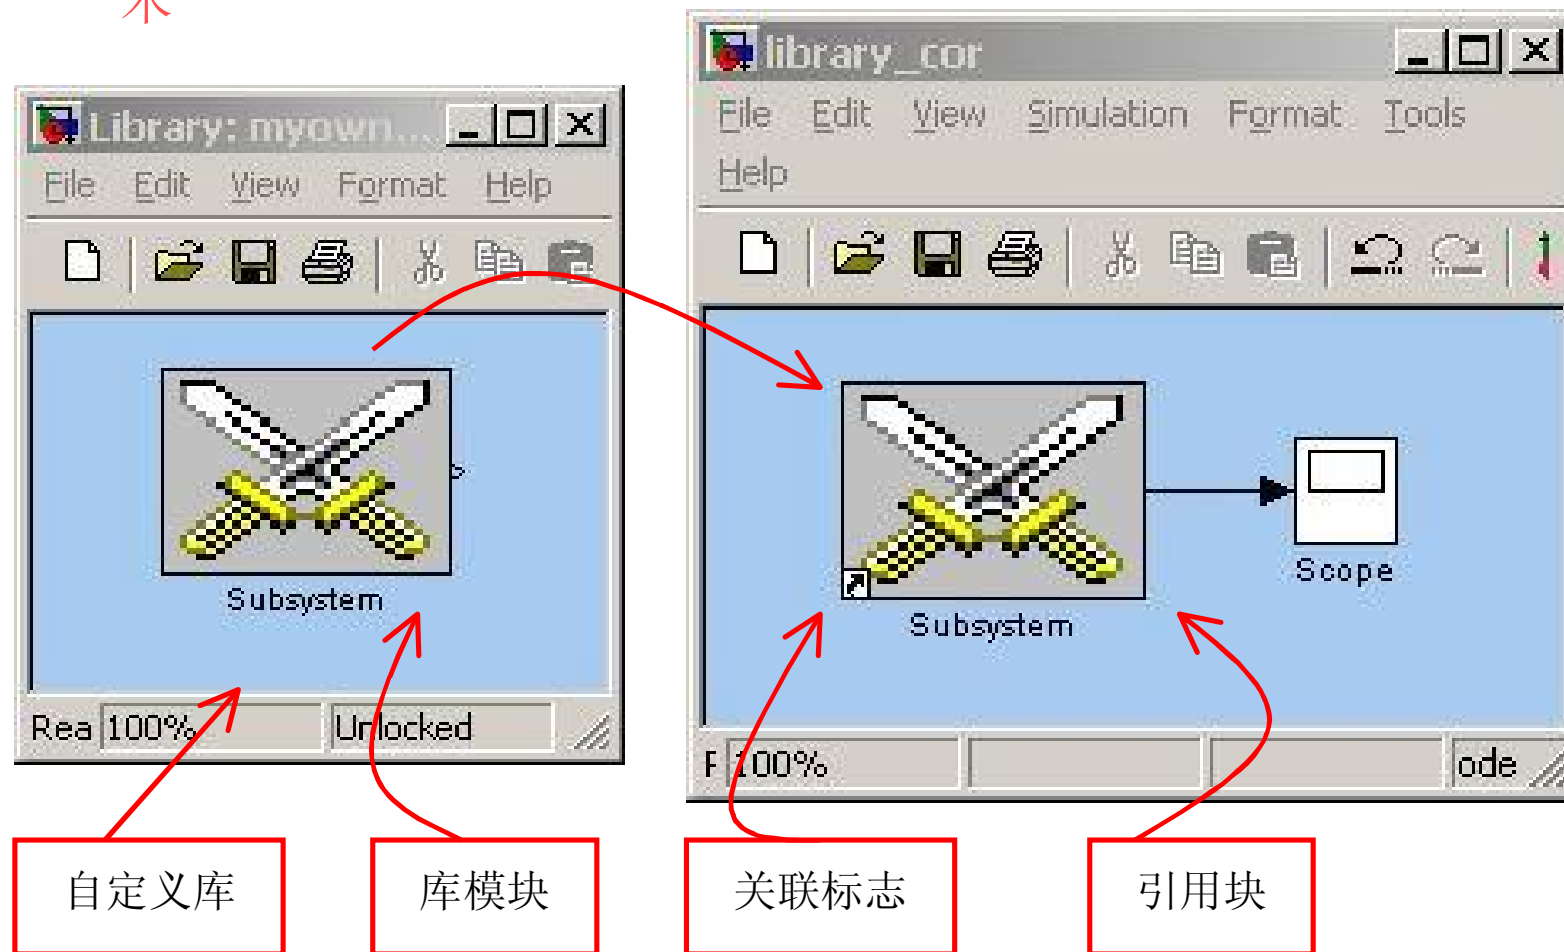 Library: myown...
File Edit View Format Help
Subsystem
Rea 100% Unlocked
library_cor
File Edit View Simulation Format Tools
Help
Subsystem
Scope
100% ode
自定义库
库模块
关联标志
引用块